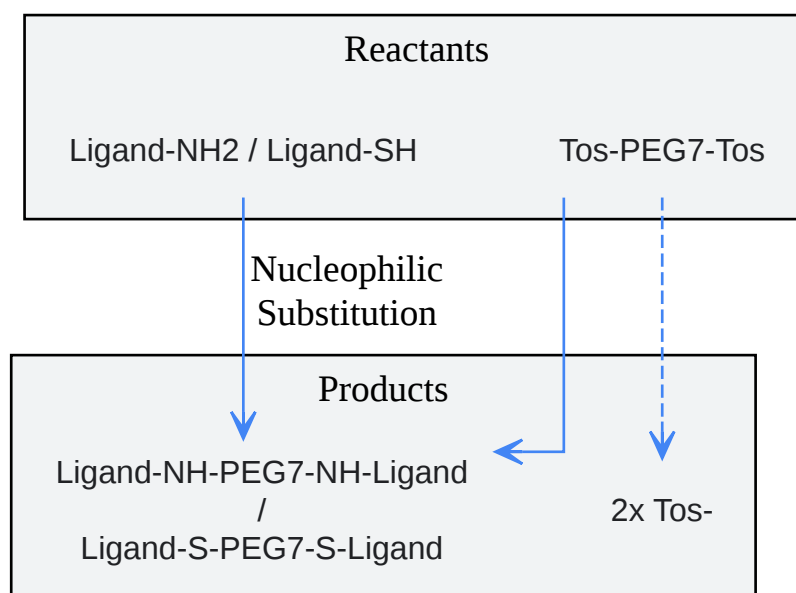 Reactants
Ligand-NH2 / Ligand-SH
Tos-PEG7-Tos
Nucleophilic
Substitution
Products
Ligand-NH-PEG7-NH-Ligand
/
Ligand-S-PEG7-S-Ligand
2x Tos-